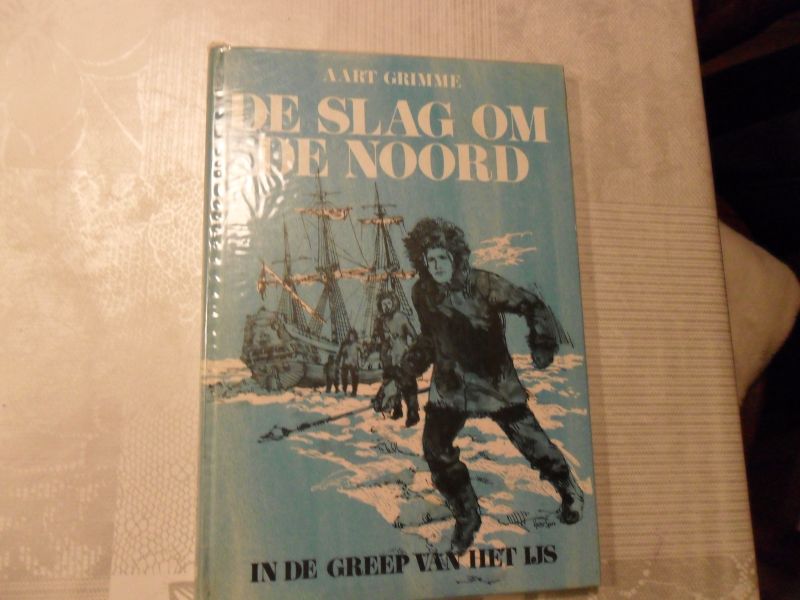 AART GRIMME
DE SLAG OM
DE NOORD
IN DE GREEP VAN HET IJS